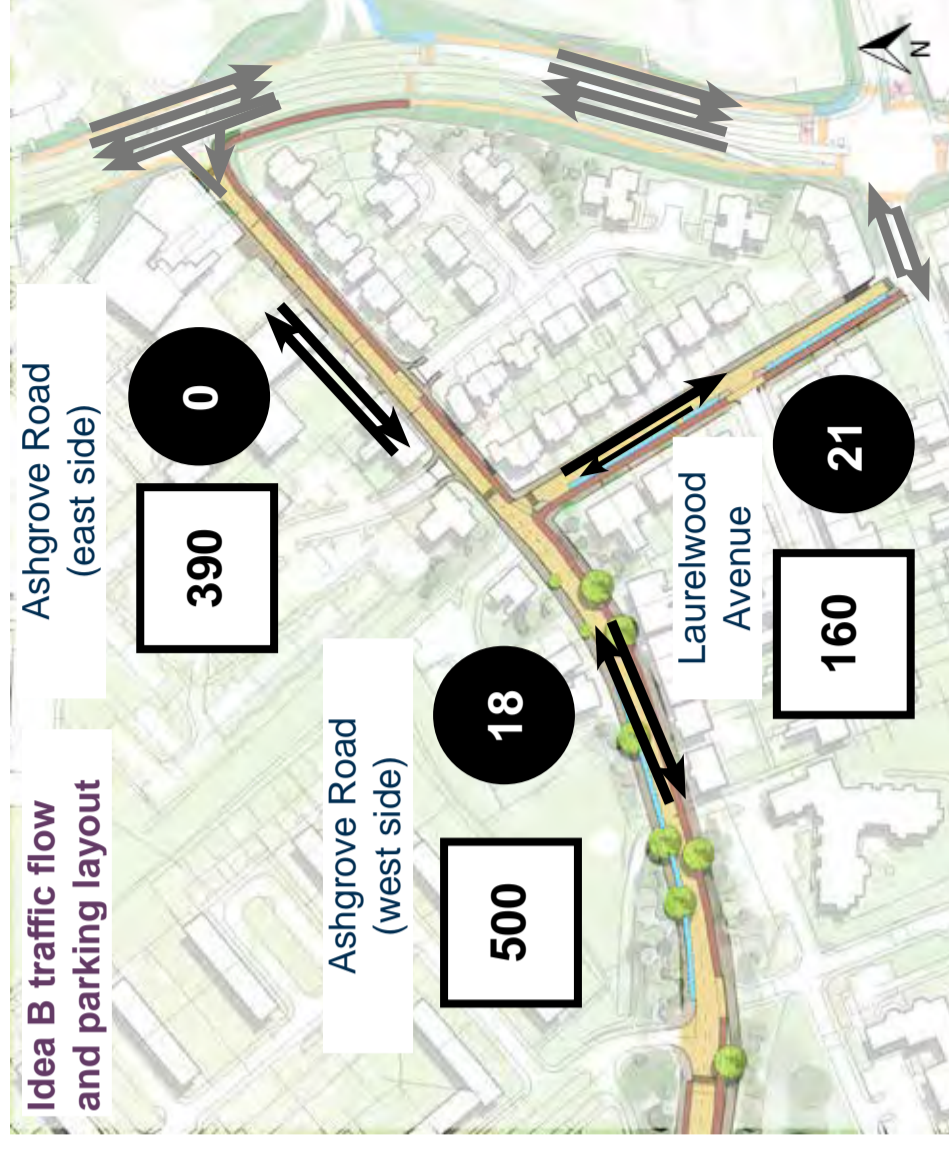 Idea B traffic flow
and parking layout
Ashgrove Road
(east side)
390
0
Ashgrove Road
(west side)
500
18
Laurelwood
Avenue
160
21
N